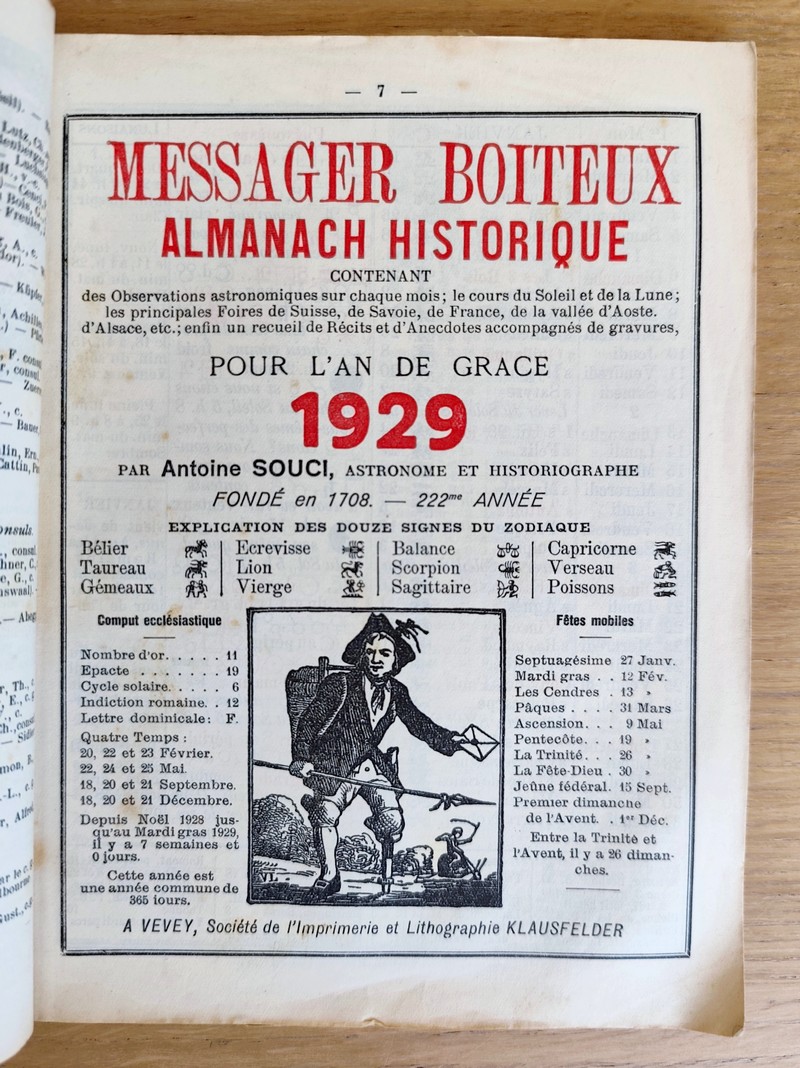 — 7 —
MESSAGER BOITEUX
ALMANACH HISTORIQUE
CONTENANT
des Observations astronomiques sur chaque mois; le cours du Soleil et de la Lune;
les principales Foires de Suisse, de Savoie, de France, de la vallée d'Aoste.
d'Alsace, etc.; enfin un recueil de Récits et d'Anecdotes accompagnés de gravures,
POUR L'AN DE GRACE
1929
PAR Antoine SOUCI, ASTRONOME ET HISTORIOGRAPHE
FONDÉ en 1708. — 222me ANNÉE
EXPLICATION DES DOUZE SIGNES DU ZODIAQUE
Bélier
Taureau
Gémeaux
Ecrevisse
Lion
Vierge
Balance
Scorpion
Sagittaire
Capricorne
Verseau
Poissons
Comput ecclésiastique
Nombre d'or. . . . . 11
Epacte . . . . . . . 19
Cycle solaire. . . . . 6
Indiction romaine. . 12
Lettre dominicale: F.
Quatre Temps:
20, 22 et 23 Février.
22, 24 et 25 Mai.
18, 20 et 21 Septembre.
18, 20 et 21 Décembre.
Depuis Noël 1928 jus-
qu'au Mardi gras 1929,
il y a 7 semaines et
0 jours.
Cette année est
une année commune de
365 jours.
VL.
Fêtes mobiles
Septuagésime 27 Janv.
Mardi gras . . 12 Fév.
Les Cendres . 13 »
Pâques . . . . 31 Mars
Ascension. . . 9 Mai
Pentecôte. . . 19 »
La Trinité. . . 26 »
La Fête-Dieu . 30 »
Jeûne fédéral. 15 Sept.
Premier dimanche
de l'Avent. . 1er Déc.
Entre la Trinité et
l'Avent, il y a 26 diman-
ches.
A VEVEY, Société de l'Imprimerie et Lithographie KLAUSFELDER